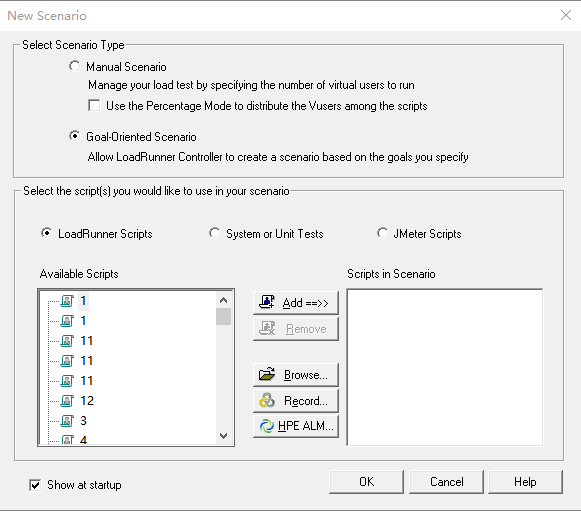 New Scenario
Select Scenario Type
Manual Scenario
Manage your load test by specifying the number of virtual users to run
Use the Percentage Mode to distribute the Vusers among the scripts
Goal-Oriented Scenario
Allow LoadRunner Controller to create a scenario based on the goals you specify
Select the script(s) you would like to use in your scenario
LoadRunner Scripts
System or Unit Tests
JMeter Scripts
Available Scripts
Scripts in Scenario
1
1
11
11
11
12
3
4
Add ==>>
Remove
Browse...
Record...
HPE ALM...
Show at startup
OK
Cancel
Help